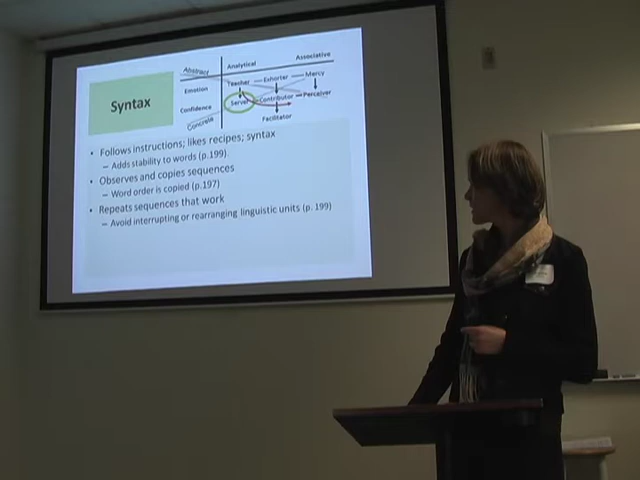 Syntax
Analytical
Associative
Abstract
Emotion
Teacher
Exhorter
Mercy
Confidence
Server
Contributor
Perceiver
Concrete
Facilitator
• Follows instructions; likes recipes; syntax
– Adds stability to words (p.199)
• Observes and copies sequences
– Word order is copied (p.197)
• Repeats sequences that work
– Avoid interrupting or rearranging linguistic units (p. 199)